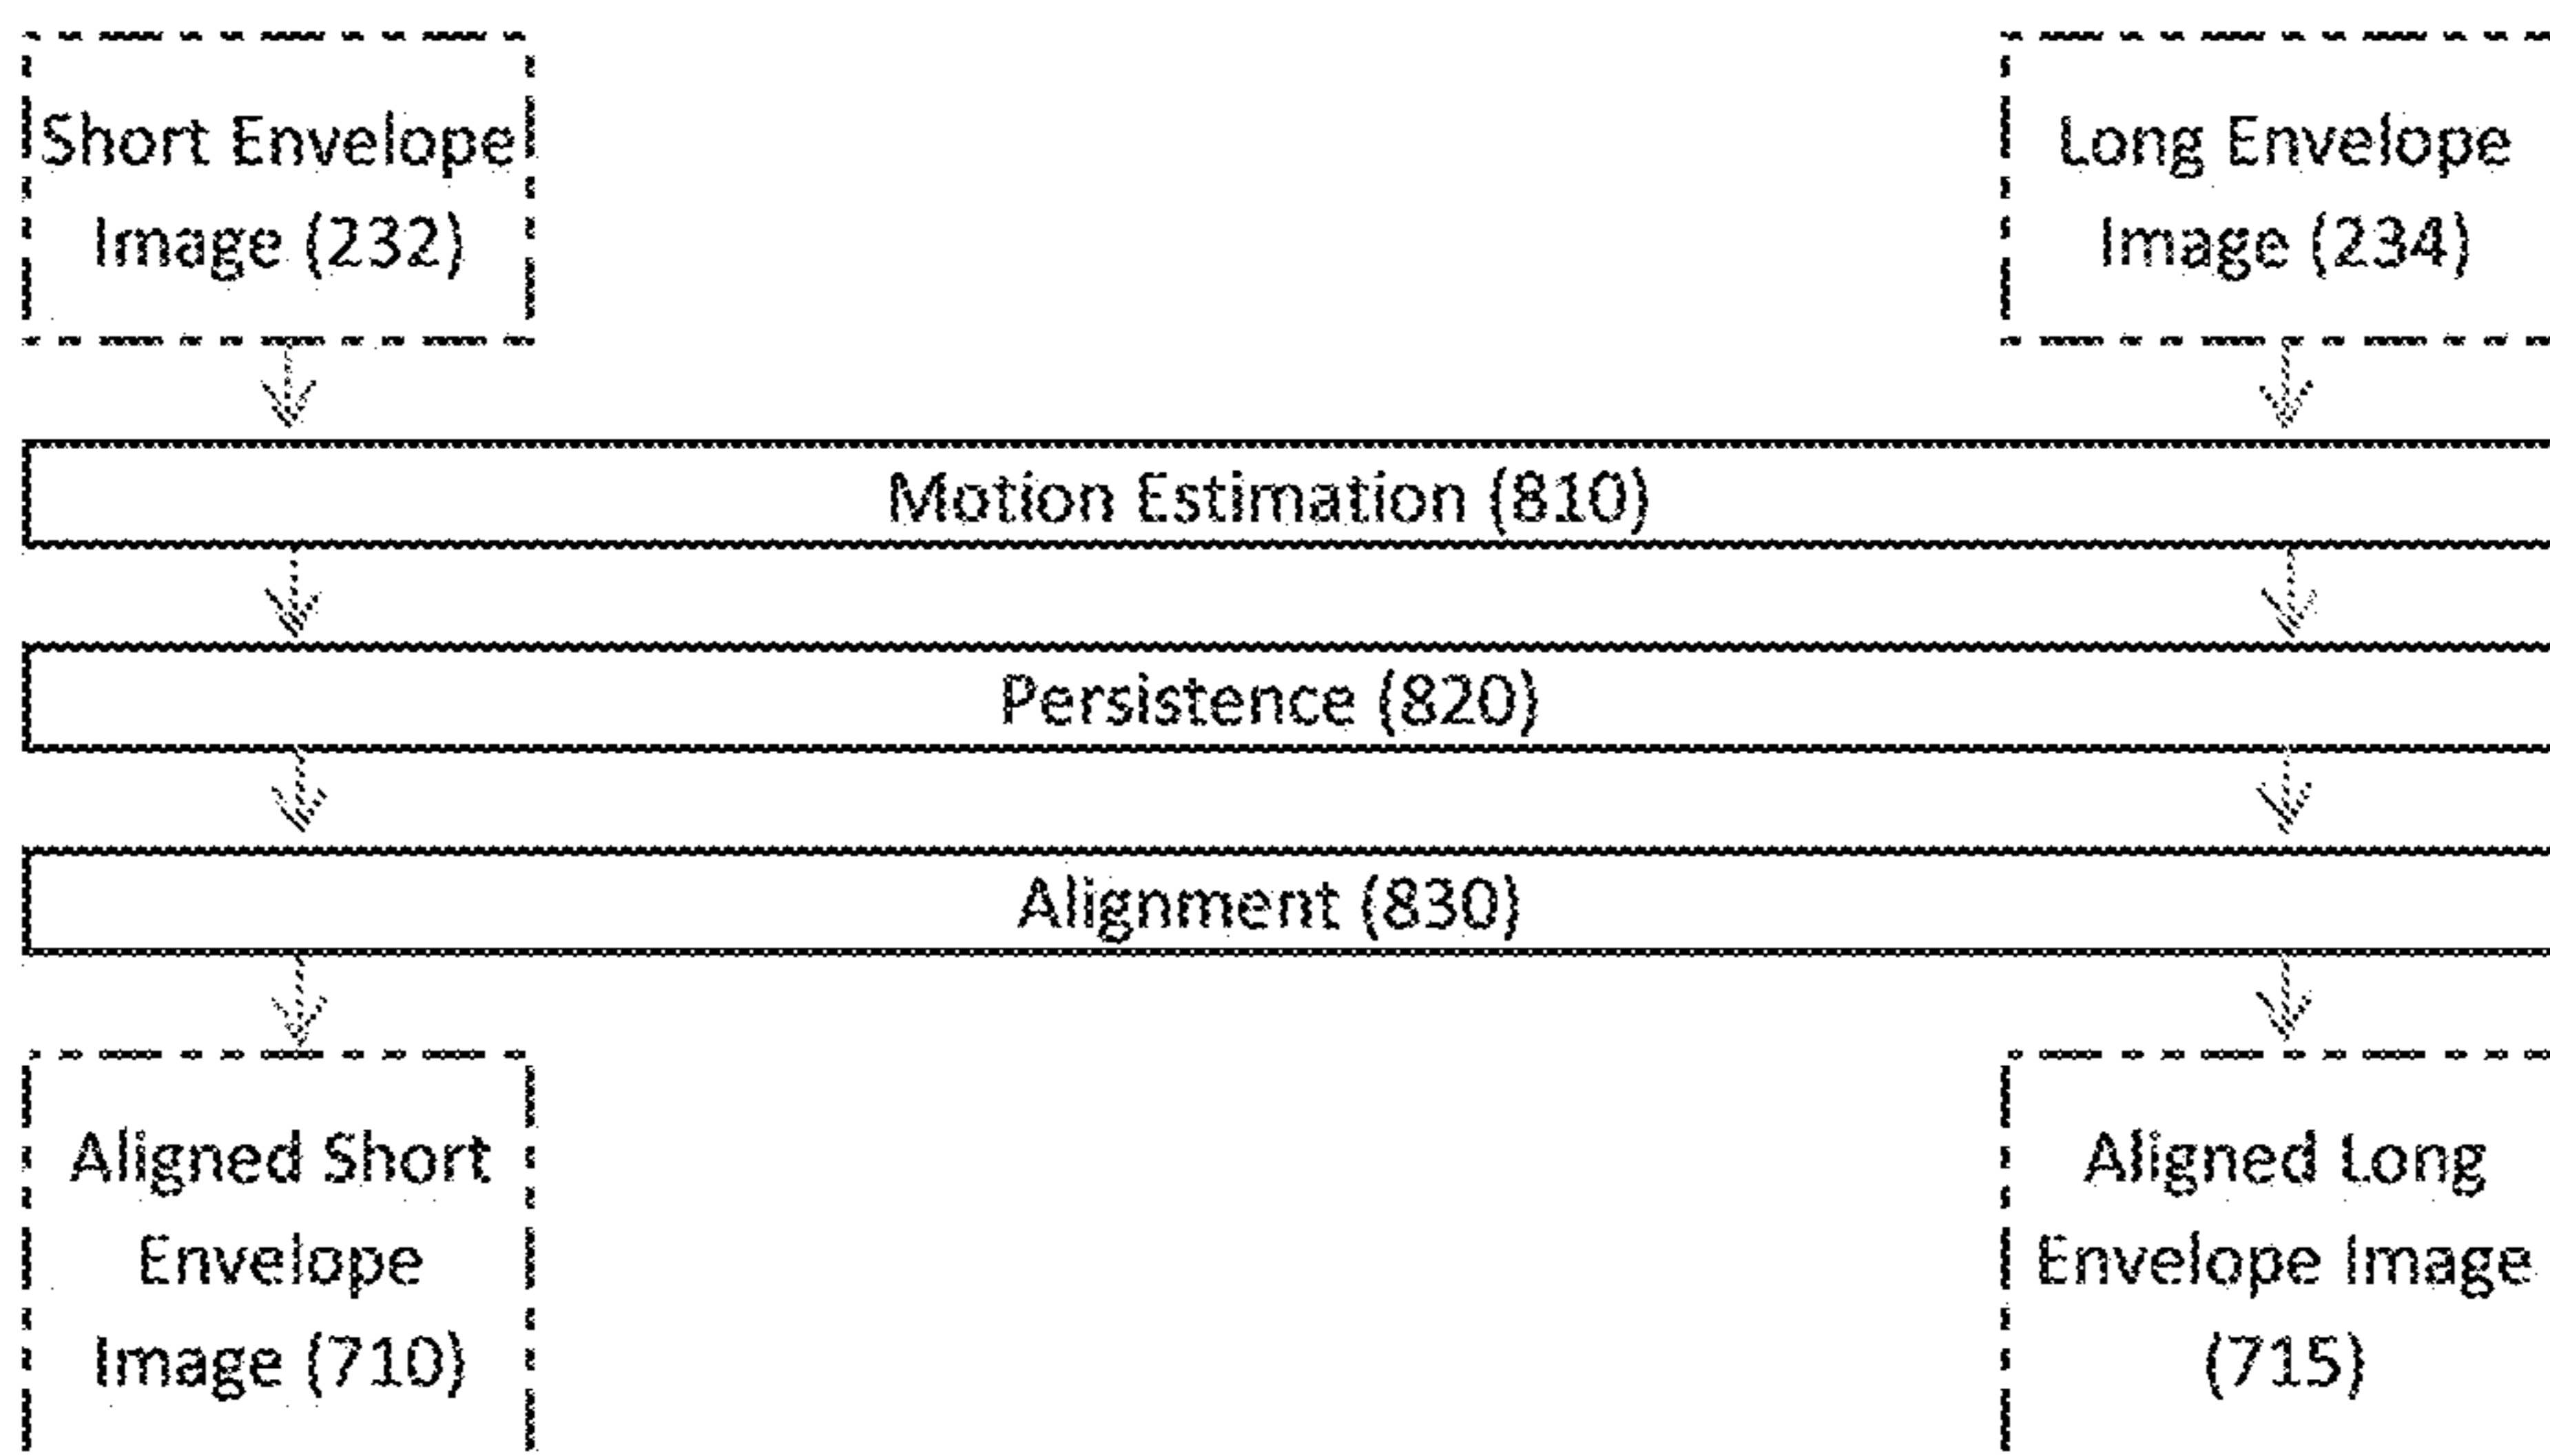 Short Envelope
Image (232)
Long Envelope
Image (234)
Motion Estimation (810)
Persistence (820)
Alignment (830)
Aligned Short
Envelope
Image (710)
Aligned Long
Envelope Image
(715)